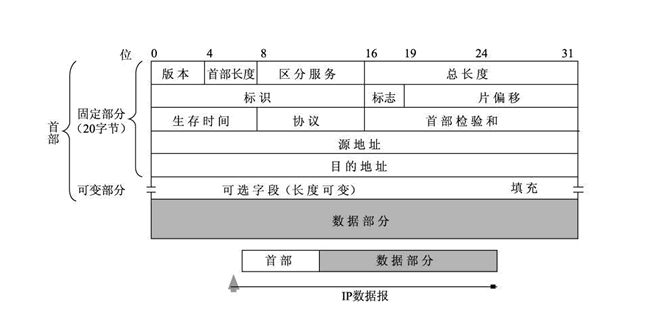 位 0 4 8 16 19 24 31
版本 首部长度 区分服务 总长度
标识 标志 片偏移
生存时间 协议 首部检验和
源地址
目的地址
可选字段(长度可变) 填充
数据部分
首部
固定部分
(20字节)
可变部分
首部 数据部分
IP数据报